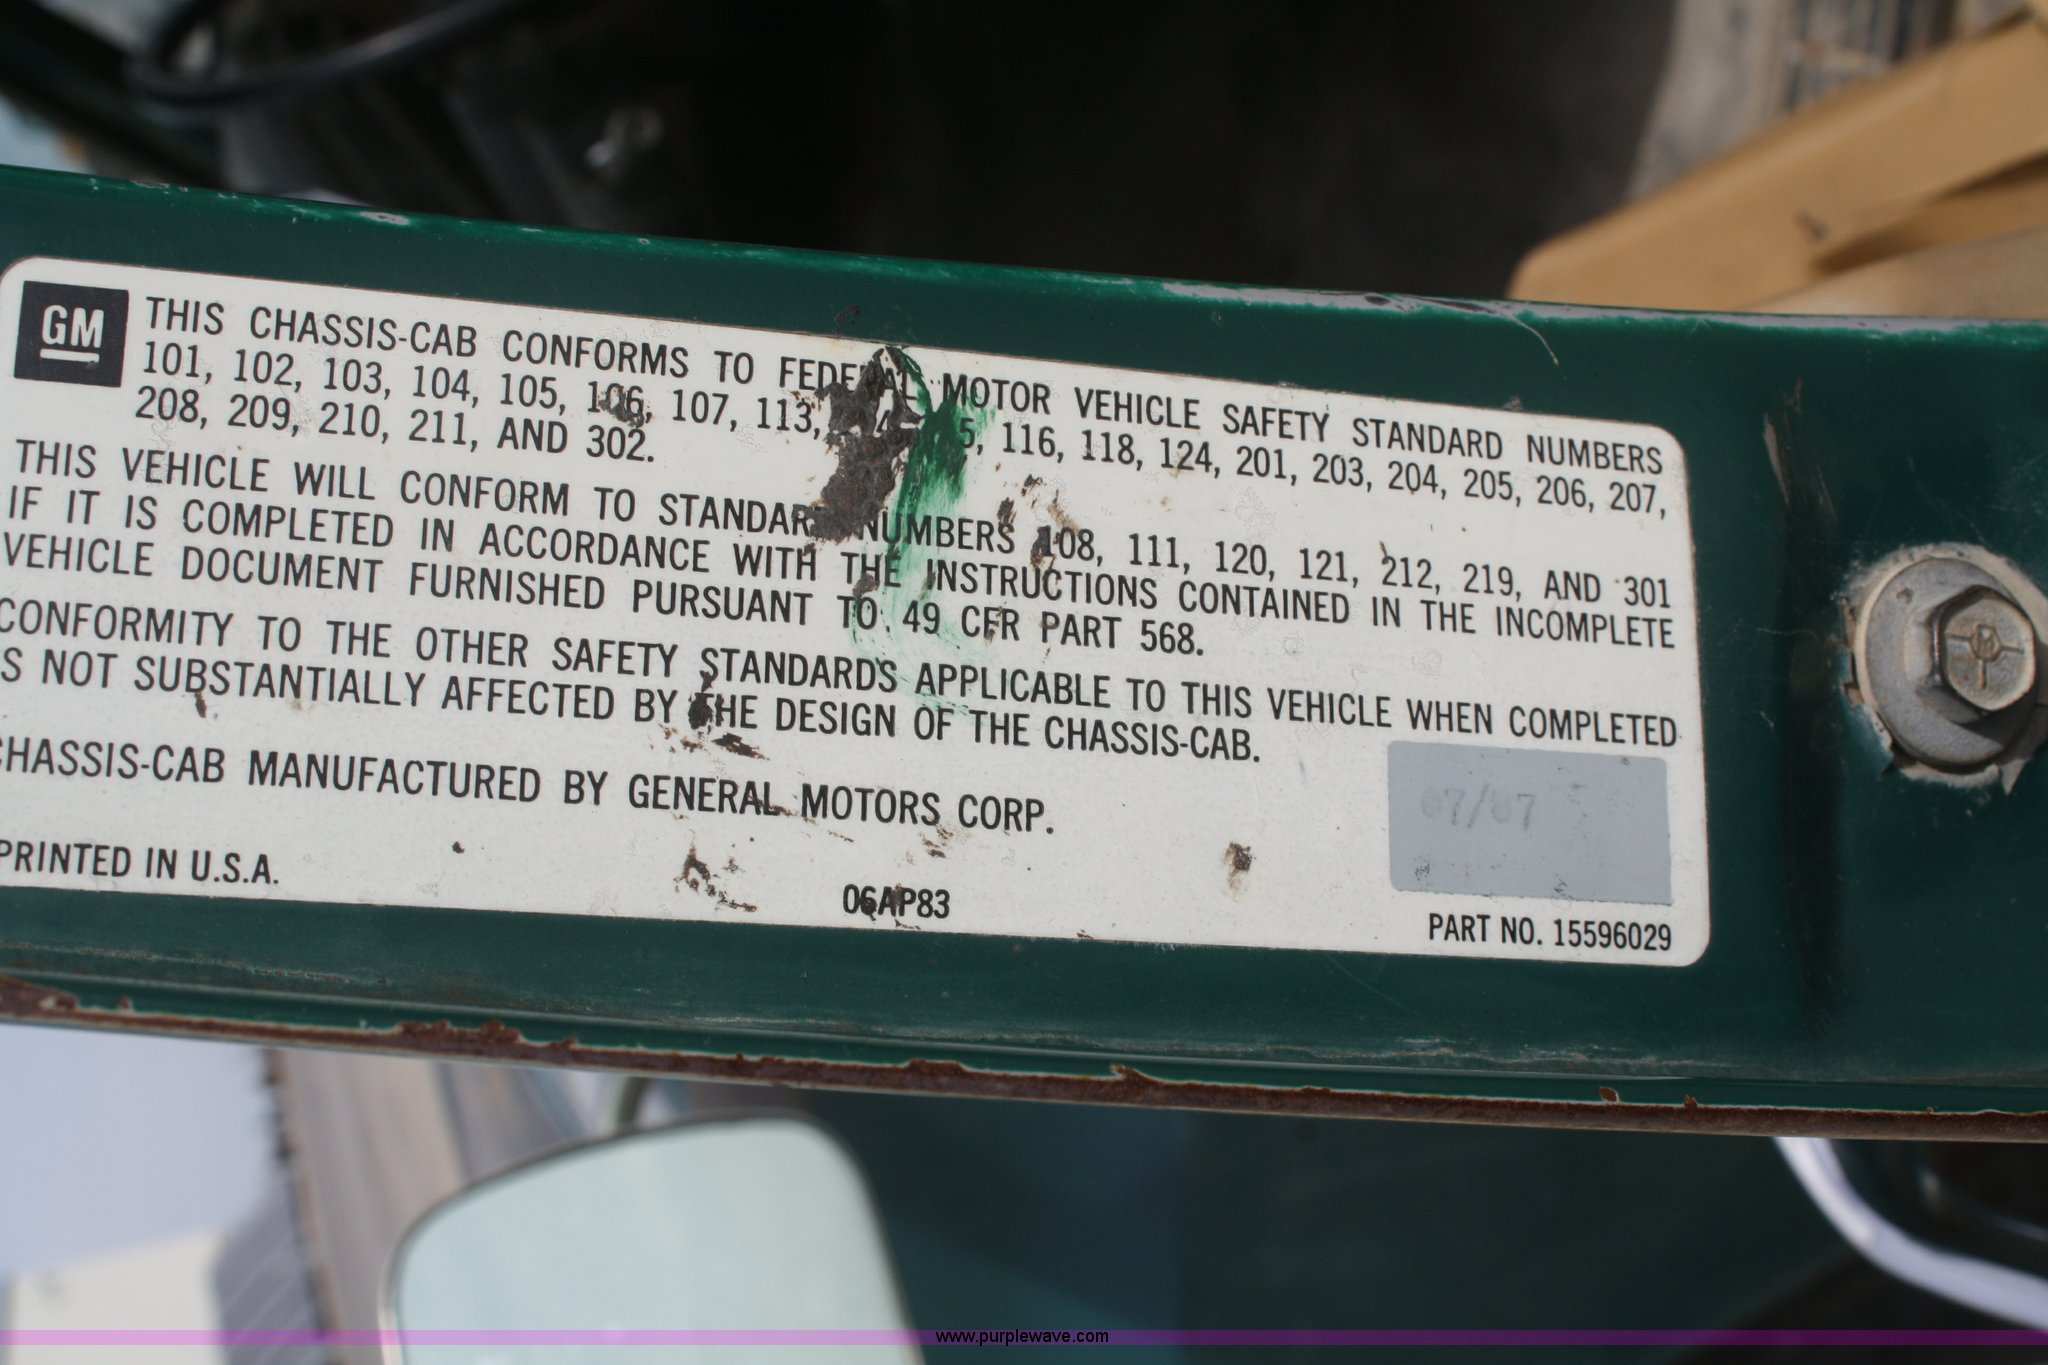 GM
THIS CHASSIS-CAB CONFORMS TO FEDERAL MOTOR VEHICLE SAFETY STANDARD NUMBERS
101, 102, 103, 104, 105, 106, 107, 113, 116, 118, 124, 201, 203, 204, 205, 206, 207,
208, 209, 210, 211, AND 302.
THIS VEHICLE WILL CONFORM TO STANDARD NUMBERS 108, 111, 120, 121, 212, 219, AND 301
IF IT IS COMPLETED IN ACCORDANCE WITH THE INSTRUCTIONS CONTAINED IN THE INCOMPLETE
VEHICLE DOCUMENT FURNISHED PURSUANT TO 49 CFR PART 568.
CONFORMITY TO THE OTHER SAFETY STANDARDS APPLICABLE TO THIS VEHICLE WHEN COMPLETED
S NOT SUBSTANTIALLY AFFECTED BY THE DESIGN OF THE CHASSIS-CAB.
CHASSIS-CAB MANUFACTURED BY GENERAL MOTORS CORP.
07/87
PRINTED IN U.S.A.
06AP83
PART NO. 15596029
www.purplewave.com